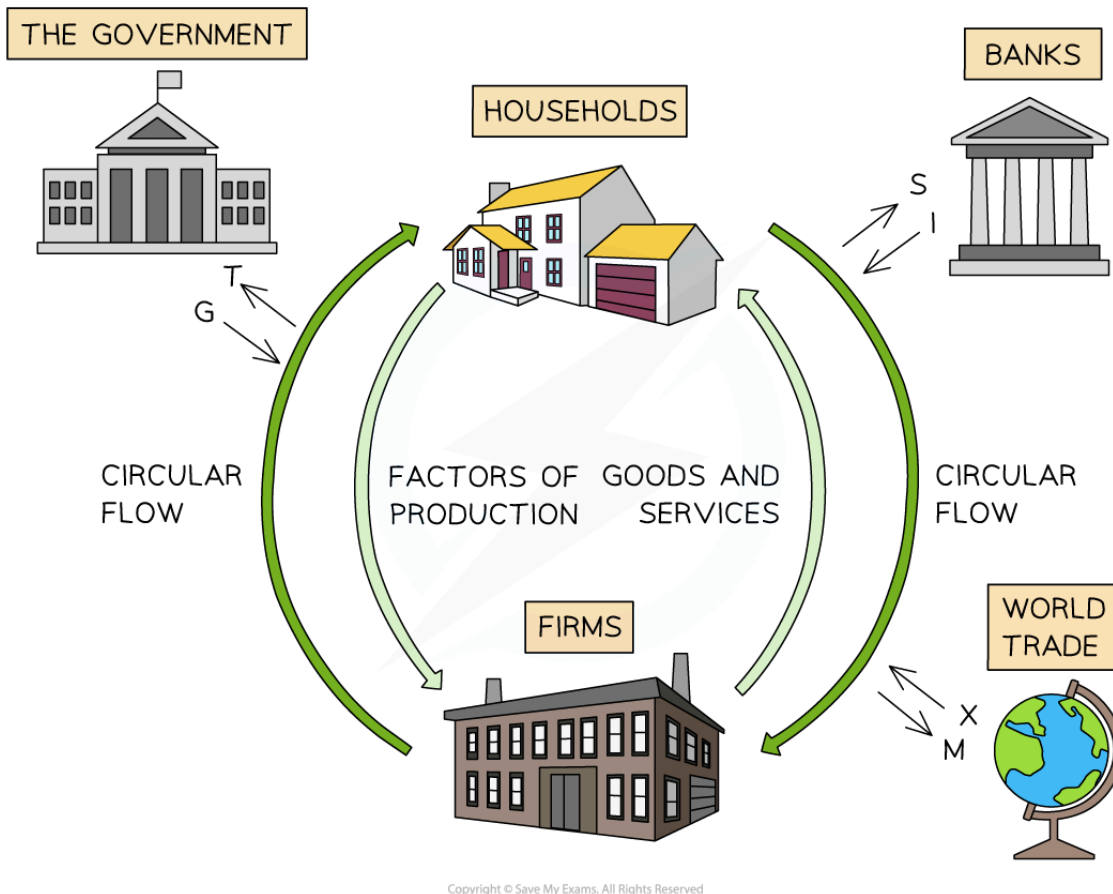 THE GOVERNMENT
BANKS
HOUSEHOLDS
S
I
T
G
CIRCULAR
FLOW
FACTORS OF
PRODUCTION
GOODS AND
SERVICES
CIRCULAR
FLOW
FIRMS
WORLD
TRADE
X
M
Copyright © Save My Exams. All Rights Reserved